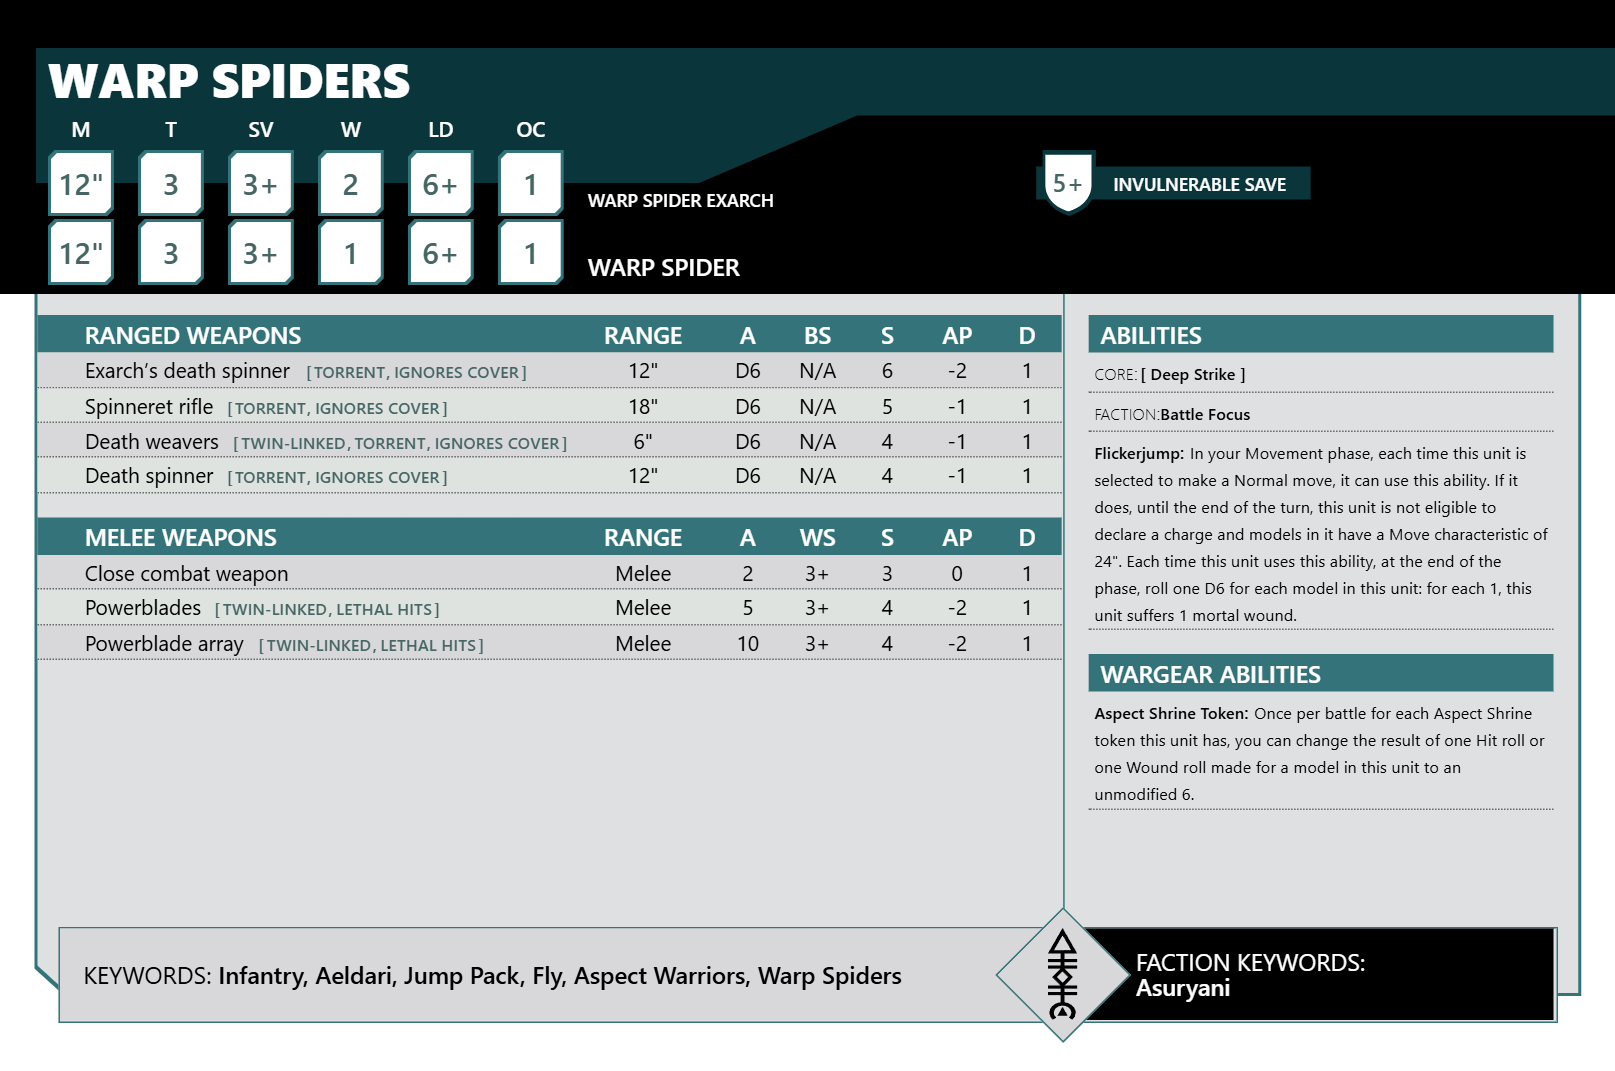 WARP SPIDERS
M T SV W LD OC
12" 3 3+ 2 6+ 1 WARP SPIDER EXARCH
5+ INVULNERABLE SAVE
12" 3 3+ 1 6+ 1 WARP SPIDER
RANGED WEAPONS RANGE A BS S AP D
Exarch’s death spinner [TORRENT, IGNORES COVER] 12" D6 N/A 6 -2 1
Spinneret rifle [TORRENT, IGNORES COVER] 18" D6 N/A 5 -1 1
Death weavers [TWIN-LINKED, TORRENT, IGNORES COVER] 6" D6 N/A 4 -1 1
Death spinner [TORRENT, IGNORES COVER] 12" D6 N/A 4 -1 1
MELEE WEAPONS RANGE A WS S AP D
Close combat weapon Melee 2 3+ 3 0 1
Powerblades [TWIN-LINKED, LETHAL HITS] Melee 5 3+ 4 -2 1
Powerblade array [TWIN-LINKED, LETHAL HITS] Melee 10 3+ 4 -2 1
ABILITIES
CORE: [ Deep Strike ]
FACTION:Battle Focus
Flickerjump: In your Movement phase, each time this unit is
selected to make a Normal move, it can use this ability. If it
does, until the end of the turn, this unit is not eligible to
declare a charge and models in it have a Move characteristic of
24". Each time this unit uses this ability, at the end of the
phase, roll one D6 for each model in this unit: for each 1, this
unit suffers 1 mortal wound.
WARGEAR ABILITIES
Aspect Shrine Token: Once per battle for each Aspect Shrine
token this unit has, you can change the result of one Hit roll or
one Wound roll made for a model in this unit to an
unmodified 6.
KEYWORDS: Infantry, Aeldari, Jump Pack, Fly, Aspect Warriors, Warp Spiders
FACTION KEYWORDS:
Asuryani